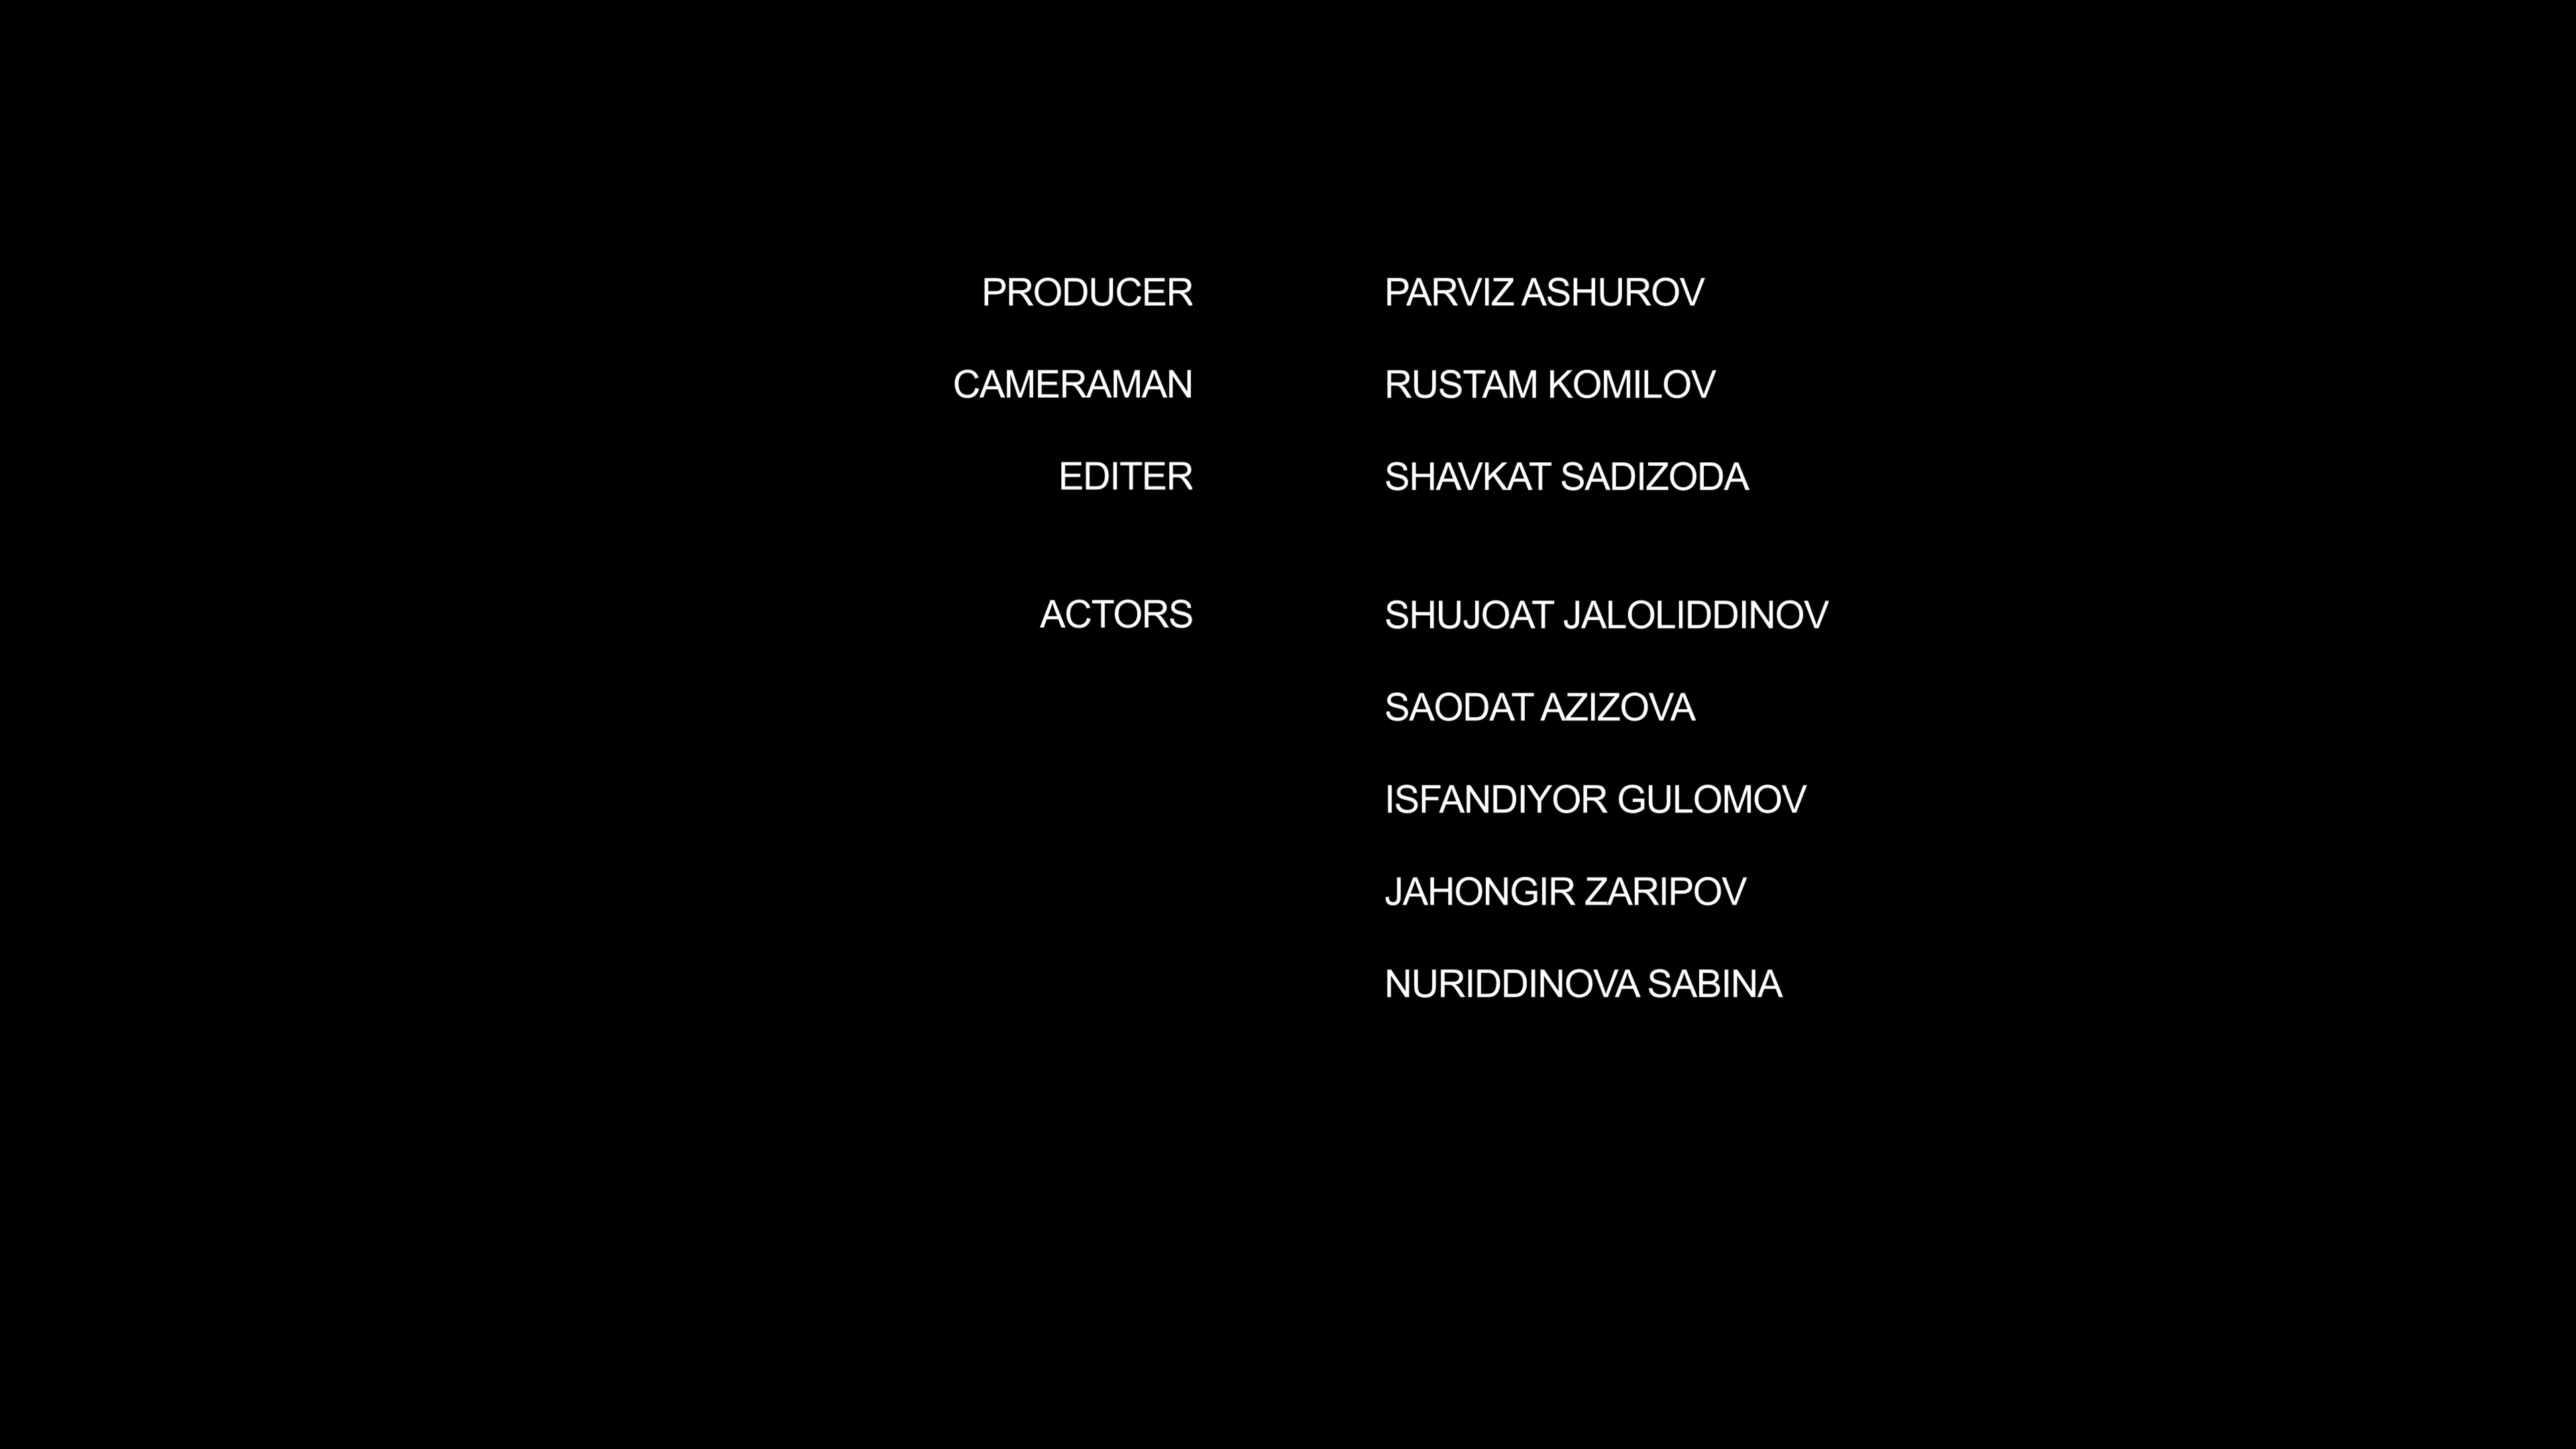 PRODUCER PARVIZ ASHUROV
CAMERAMAN RUSTAM KOMILOV
EDITER SHAVKAT SADIZODA
ACTORS SHUJOAT JALOLIDDINOV
SAODAT AZIZOVA
ISFANDIYOR GULOMOV
JAHONGIR ZARIPOV
NURIDDINOVA SABINA